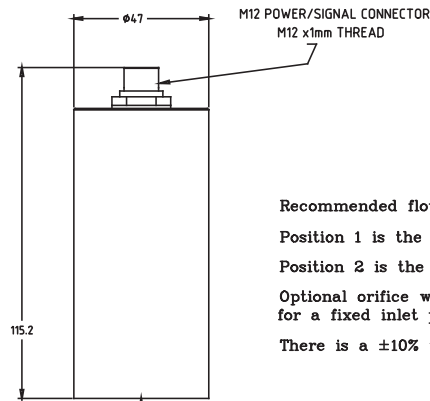 ø47
M12 POWER/SIGNAL CONNECTOR
M12 x1mm THREAD
115.2
Recommended
Position 1 is the
Position 2 is the
Optional orifice
for a fixed inlet
There is a ±10%